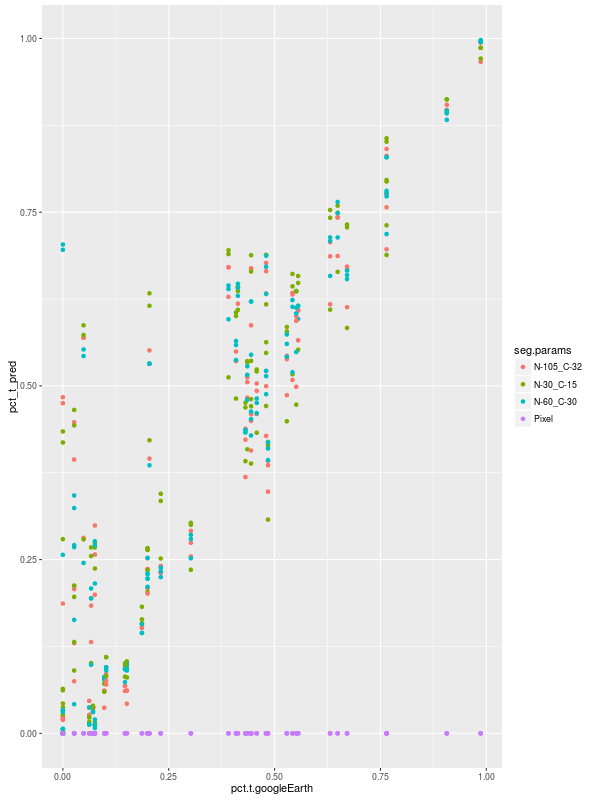 1.00
0.75
0.50
0.25
0.00
pct_t_pred
0.00 0.25 0.50 0.75 1.00
pct.t.googleEarth
seg.params
N-105_C-32
N-30_C-15
N-60_C-30
Pixel